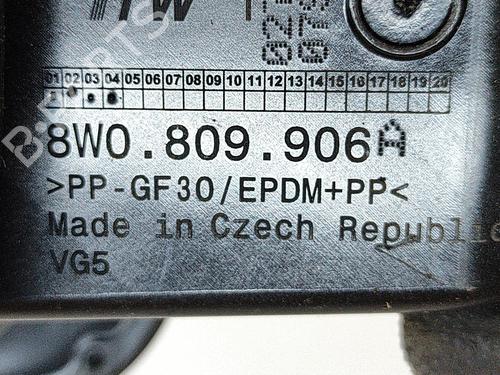 ITW
01 02 03 04 05 06 07 08 09 10 11 12 13 14 15 16 17 18 19 20
8W0.809.906A
>PP-GF30/EPDM+PP<
Made in Czech Republic
VG5